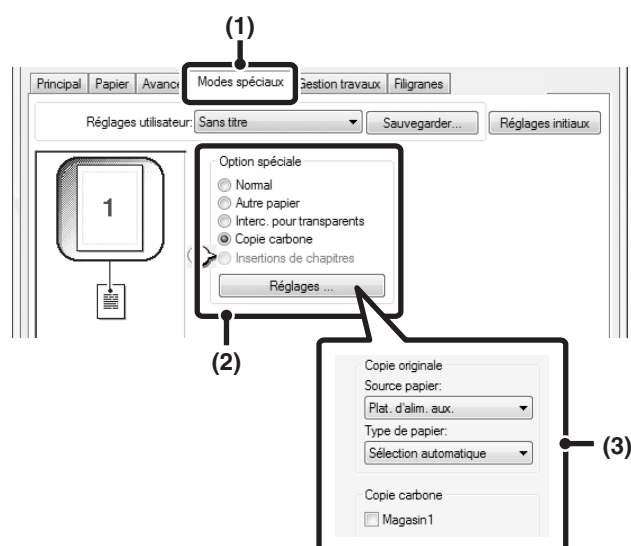 (1)
Principal Papier Avancé Modes spéciaux Gestion travaux Filigranes
Réglages utilisateur: Sans titre Sauvegarder... Réglages initiaux
Option spéciale
Normal
Autre papier
Interc. pour transparents
Copie carbone
Insertions de chapitres
Réglages ...
1
(2)
Copie originale
Source papier:
Plat. d'alim. aux.
Type de papier:
Sélection automatique
(3)
Copie carbone
Magasin1